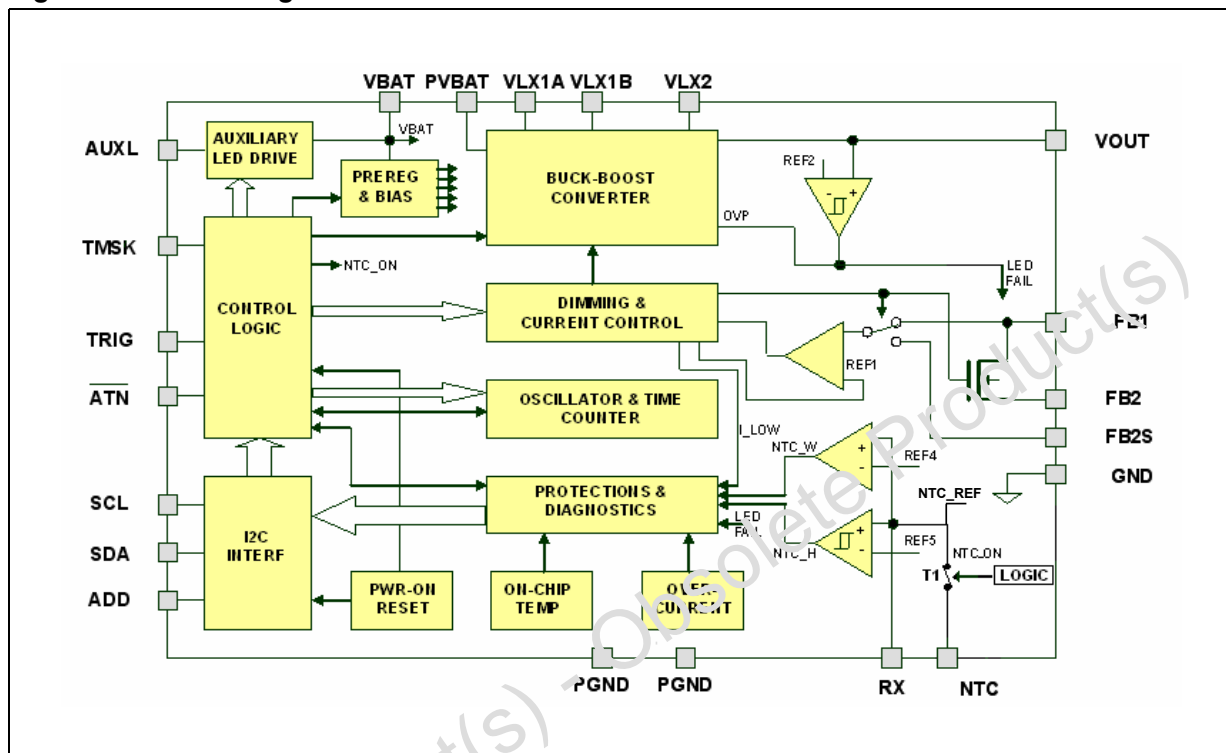 VBAT PVBAT VLX1A VLX1B VLX2
AUXL
AUXILIARY
LED DRIVE
VBAT
PREREG
& BIAS
BUCK-BOOST
CONVERTER
REF2
- +
VOUT
OVP
TMSK
NTC_ON
LED
FAIL
CONTROL
LOGIC
DIMMING &
CURRENT CONTROL
FB1
TRIG
REF1
ATN
OSCILLATOR & TIME
COUNTER
FB2
I_LOW
FB2S
NTC_W
+
-
REF4
GND
SCL
PROTECTIONS &
DIAGNOSTICS
NTC_REF
I2C
INTERF
LED
FAIL
+
-
REF5
SDA
NTC_H
NTC_ON
T1
LOGIC
ADD
PWR-ON
RESET
ON-CHIP
TEMP
OVER-
CURRENT
PGND PGND RX NTC
Obsolete Product(s) - Obsolete Product(s)